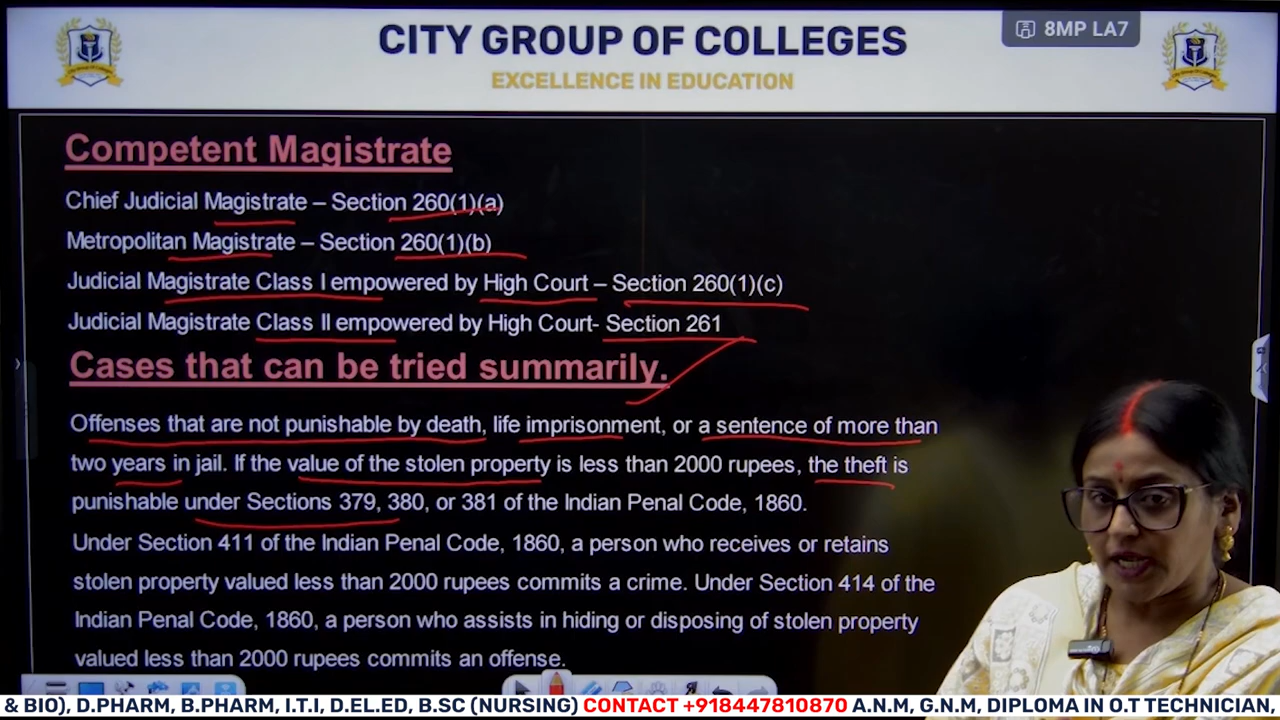 CITY GROUP OF COLLEGES
EXCELLENCE IN EDUCATION
8MP LA7
Competent Magistrate
Chief Judicial Magistrate – Section 260(1)(a)
Metropolitan Magistrate – Section 260(1)(b)
Judicial Magistrate Class I empowered by High Court – Section 260(1)(c)
Judicial Magistrate Class II empowered by High Court- Section 261
Cases that can be tried summarily.
Offenses that are not punishable by death, life imprisonment, or a sentence of more than
two years in jail. If the value of the stolen property is less than 2000 rupees, the theft is
punishable under Sections 379, 380, or 381 of the Indian Penal Code, 1860.
Under Section 411 of the Indian Penal Code, 1860, a person who receives or retains
stolen property valued less than 2000 rupees commits a crime. Under Section 414 of the
Indian Penal Code, 1860, a person who assists in hiding or disposing of stolen property
valued less than 2000 rupees commits an offense.
& BIO), D.PHARM, B.PHARM, I.T.I, D.EL.ED, B.SC (NURSING) CONTACT +918447810870 A.N.M, G.N.M, DIPLOMA IN O.T TECHNICIAN,